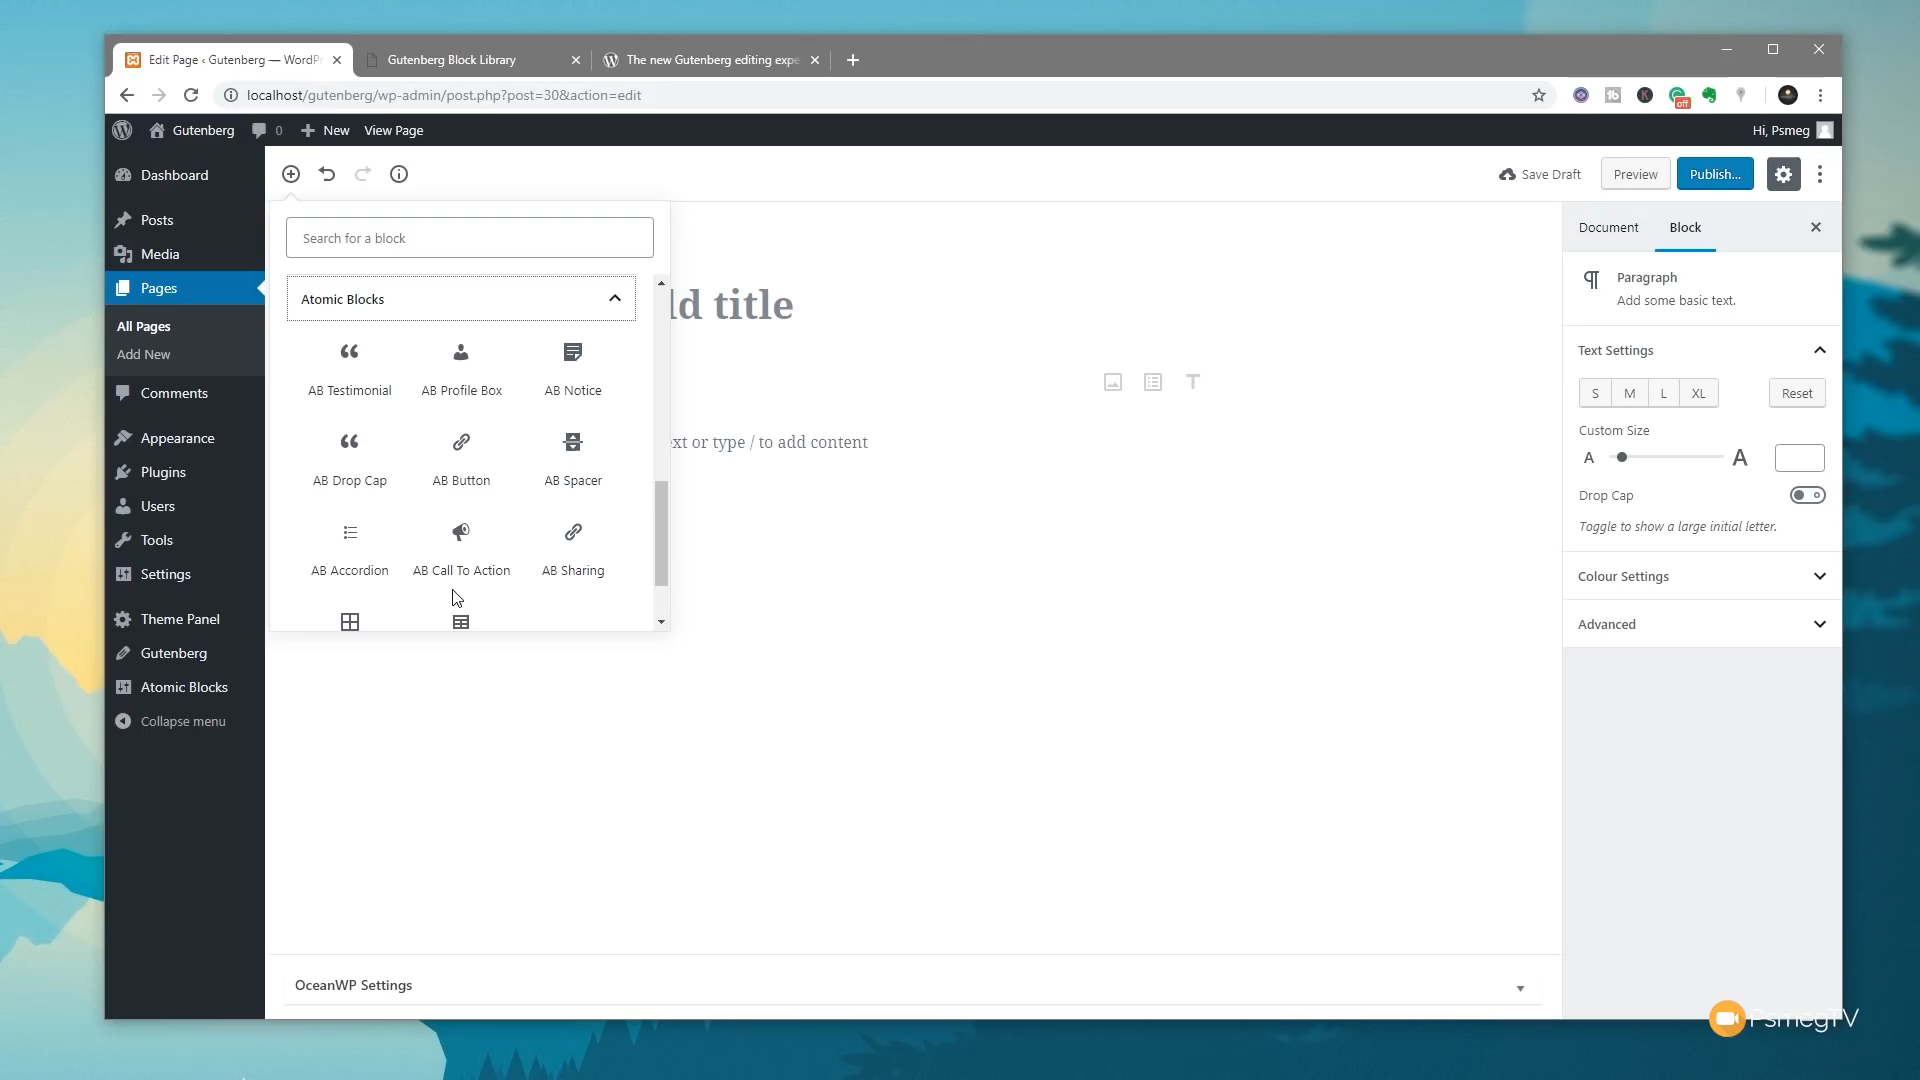 Edit Page ‹ Gutenberg — WordPr
Gutenberg Block Library
The new Gutenberg editing expe
localhost/gutenberg/wp-admin/post.php?post=30&action=edit
off
Gutenberg
0
New
View Page
Hi, Psmeg
Dashboard
Posts
Media
Pages
All Pages
Add New
Comments
Appearance
Plugins
Users
Tools
Settings
Theme Panel
Gutenberg
Atomic Blocks
Collapse menu
Save Draft
Preview
Publish...
Search for a block
Atomic Blocks
AB Testimonial
AB Profile Box
AB Notice
AB Drop Cap
AB Button
AB Spacer
AB Accordion
AB Call To Action
AB Sharing
ld title
ext or type / to add content
Document
Block
Paragraph
Add some basic text.
Text Settings
S
M
L
XL
Reset
Custom Size
A
A
Drop Cap
Toggle to show a large initial letter.
Colour Settings
Advanced
OceanWP Settings
PsmegTV